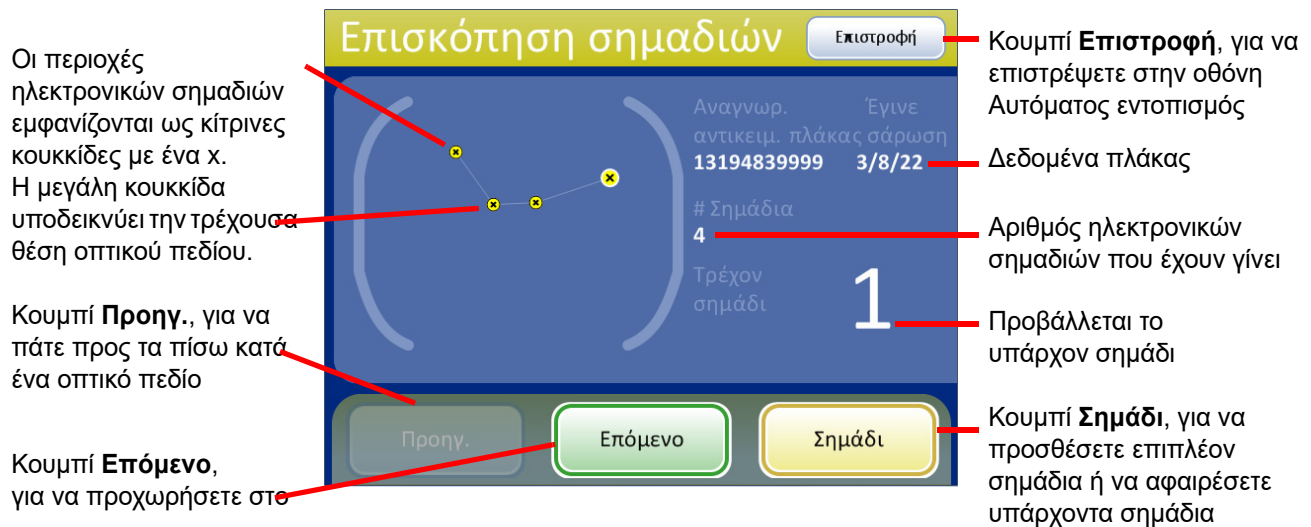 Οι περιοχές
ηλεκτρονικών σημαδιών
εμφανίζονται ως κίτρινες
κουκκίδες με ένα x.
Η μεγάλη κουκκίδα
υποδεικνύει την τρέχουσα
θέση οπτικού πεδίου.
Κουμπί Προηγ., για να
πάτε προς τα πίσω κατά
ένα οπτικό πεδίο
Κουμπί Επόμενο,
για να προχωρήσετε στο
Επισκόπηση σημαδιών
Επιστροφή
Αναγνωρ. Έγινε
αντικειμ. πλάκας σάρωση
13194839999 3/8/22
# Σημάδια
4
Τρέχον
σημάδι
1
Προηγ.
Επόμενο
Σημάδι
Κουμπί Επιστροφή, για να
επιστρέψετε στην οθόνη
Αυτόματος εντοπισμός
Δεδομένα πλάκας
Αριθμός ηλεκτρονικών
σημαδιών που έχουν γίνει
Προβάλλεται το
υπάρχον σημάδι
Κουμπί Σημάδι, για να
προσθέσετε επιπλέον
σημάδια ή να αφαιρέσετε
υπάρχοντα σημάδια